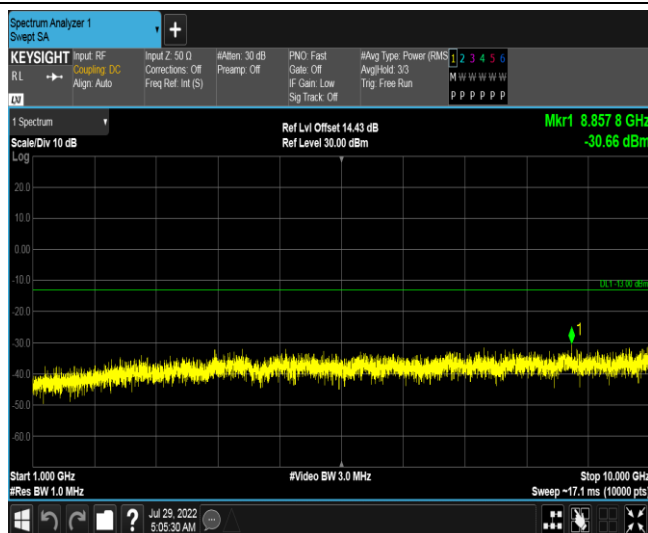 Spectrum Analyzer 1
Swept SA
KEYSIGHT
RL
Input: RF
Coupling: DC
Align: Auto
Input Z: 50 Ω
Corrections: Off
Freq Ref: Int (S)
#Atten: 30 dB
Preamp: Off
PNO: Fast
Gate: Off
IF Gain: Low
Sig Track: Off
#Avg Type: Power (RMS
Avg|Hold: 3/3
Trig: Free Run
1 2 3 4 5 6
M W W W W W
P P P P P P
LXI
1 Spectrum
Scale/Div 10 dB
Log
Ref Lvl Offset 14.43 dB
Ref Level 30.00 dBm
Mkr1 8.857 8 GHz
-30.66 dBm
20.0
10.0
0.00
-10.0
DL1 -13.00 dBm
-20.0
1
-30.0
-40.0
-50.0
-60.0
Start 1.000 GHz
#Res BW 1.0 MHz
#Video BW 3.0 MHz
Stop 10.000 GHz
Sweep ~17.1 ms (10000 pts)
?
Jul 29, 2022
5:05:30 AM